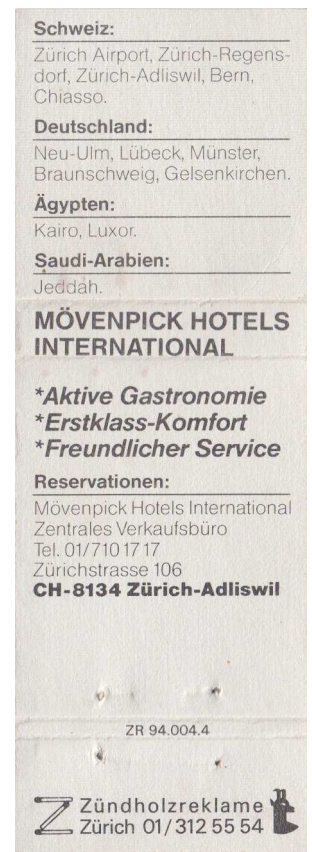 Schweiz:
Zürich Airport, Zürich-Regens-
dorf, Zürich-Adliswil, Bern,
Chiasso.
Deutschland:
Neu-Ulm, Lübeck, Münster,
Braunschweig, Gelsenkirchen.
Ägypten:
Kairo, Luxor.
Saudi-Arabien:
Jeddah.
MÖVENPICK HOTELS
INTERNATIONAL
*Aktive Gastronomie
*Erstklass-Komfort
*Freundlicher Service
Reservationen:
Mövenpick Hotels International
Zentrales Verkaufsbüro
Tel. 01/710 17 17
Zürichstrasse 106
CH-8134 Zürich-Adliswil
ZR 94.004.4
Zündholzreklame
Zürich 01/312 55 54